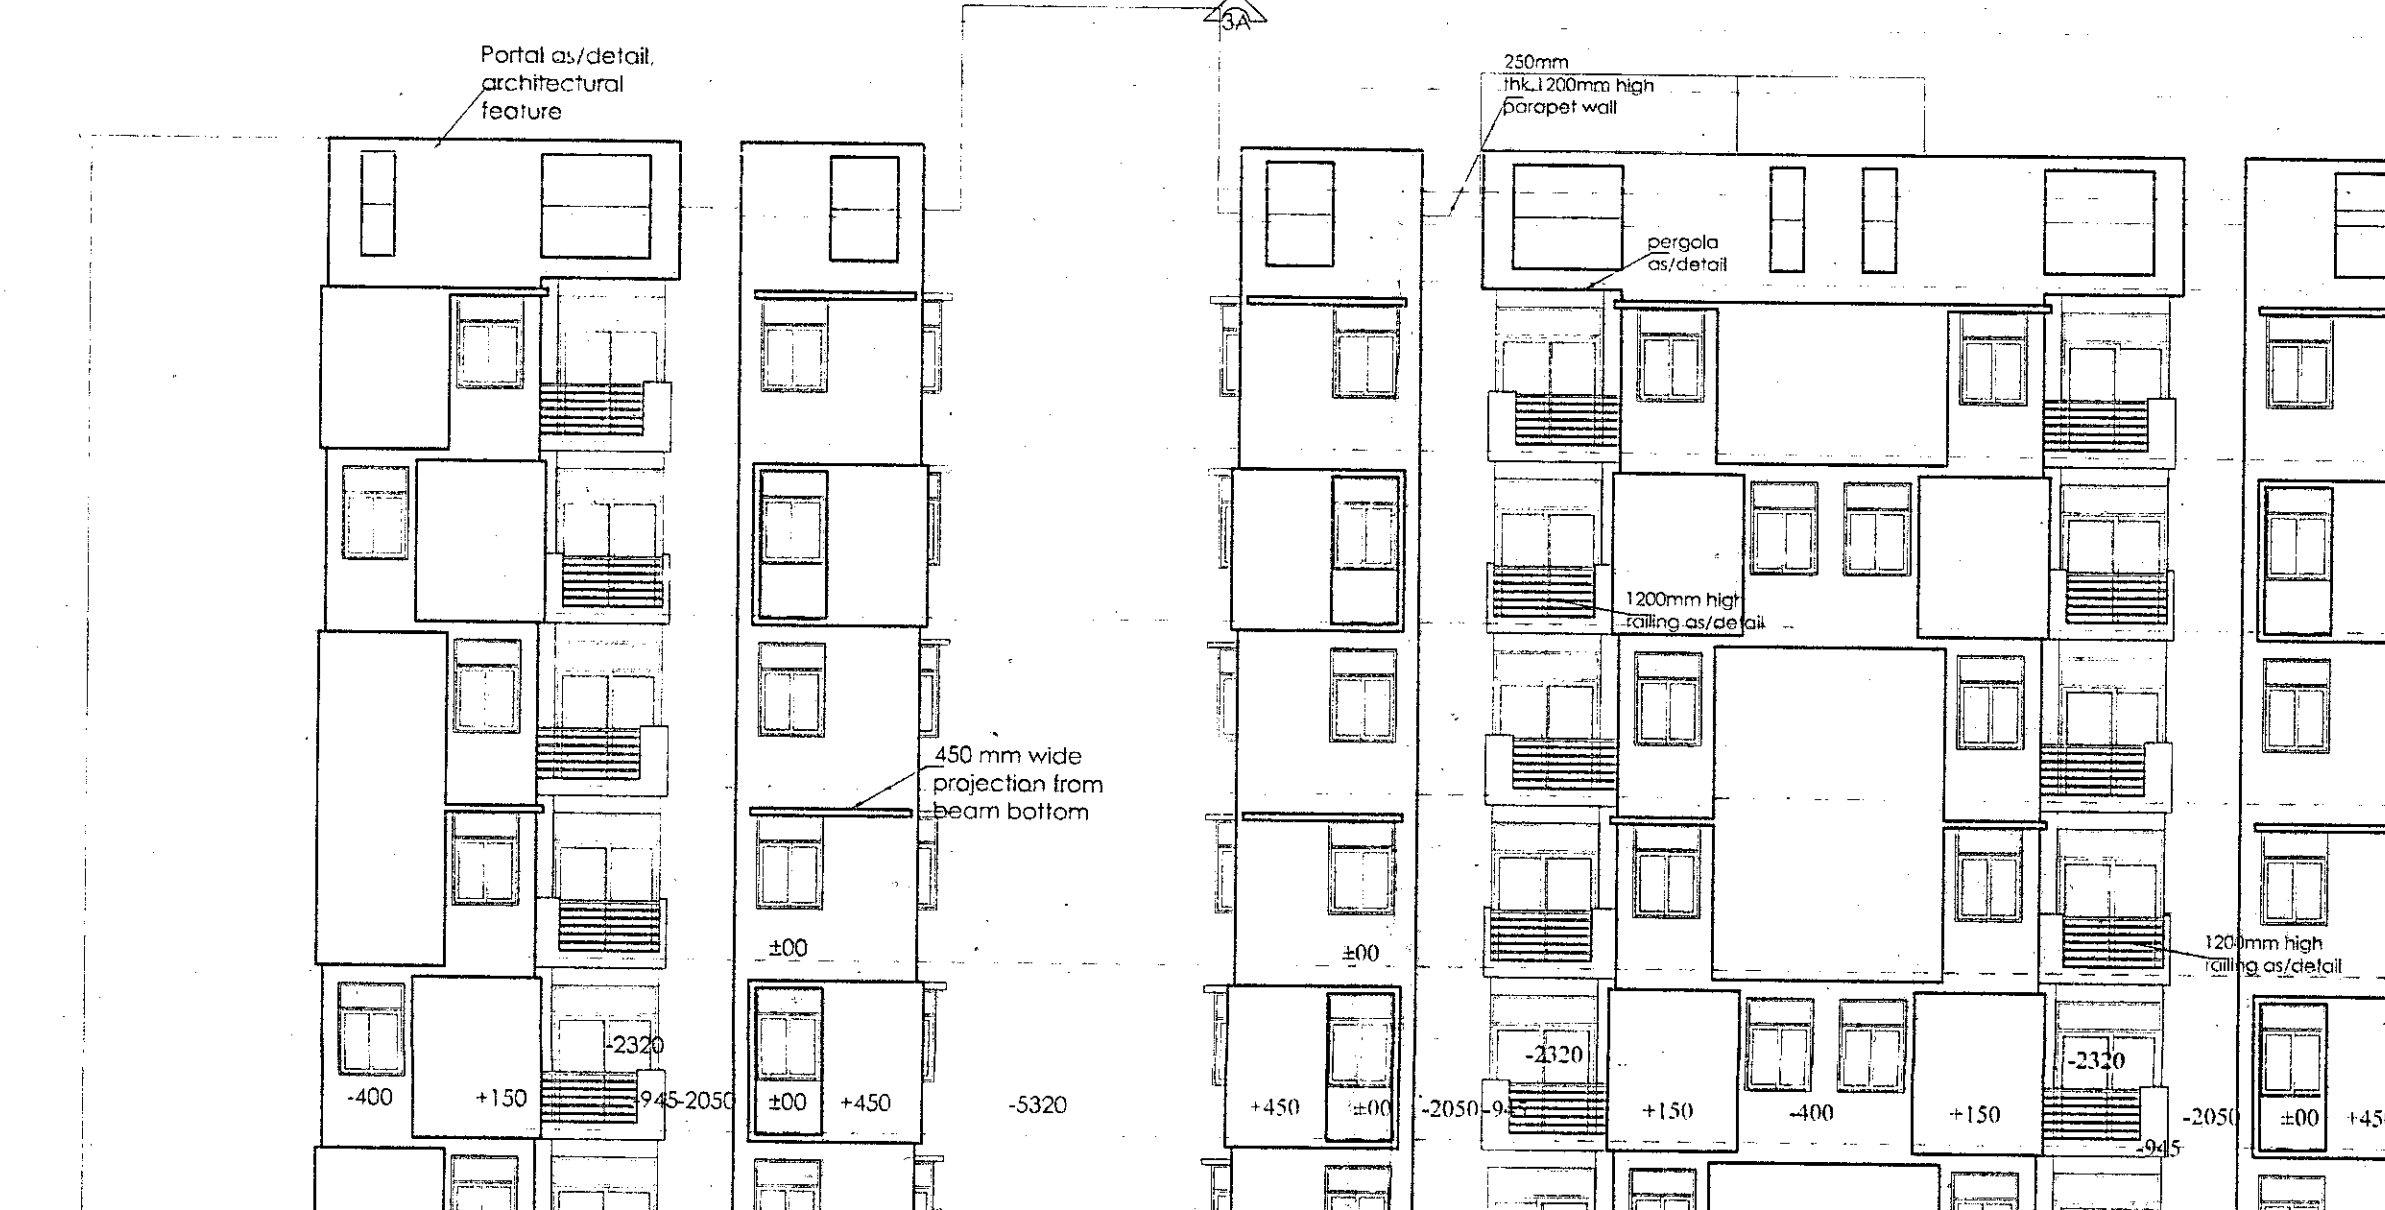 3A
Portal as/detail,
architectural
feature
250mm
thk.1200mm high
parapet wall
pergola
as/detail
1200mm high
railing as/detail
450 mm wide
projection from
beam bottom
±00
±00
1200mm high
railing as/detail
-2320
-2320
-2320
-400
+150
-945
-2050
±00
+450
-5320
+450
±00
-2050
-945
+150
-400
+150
-2050
±00
-945